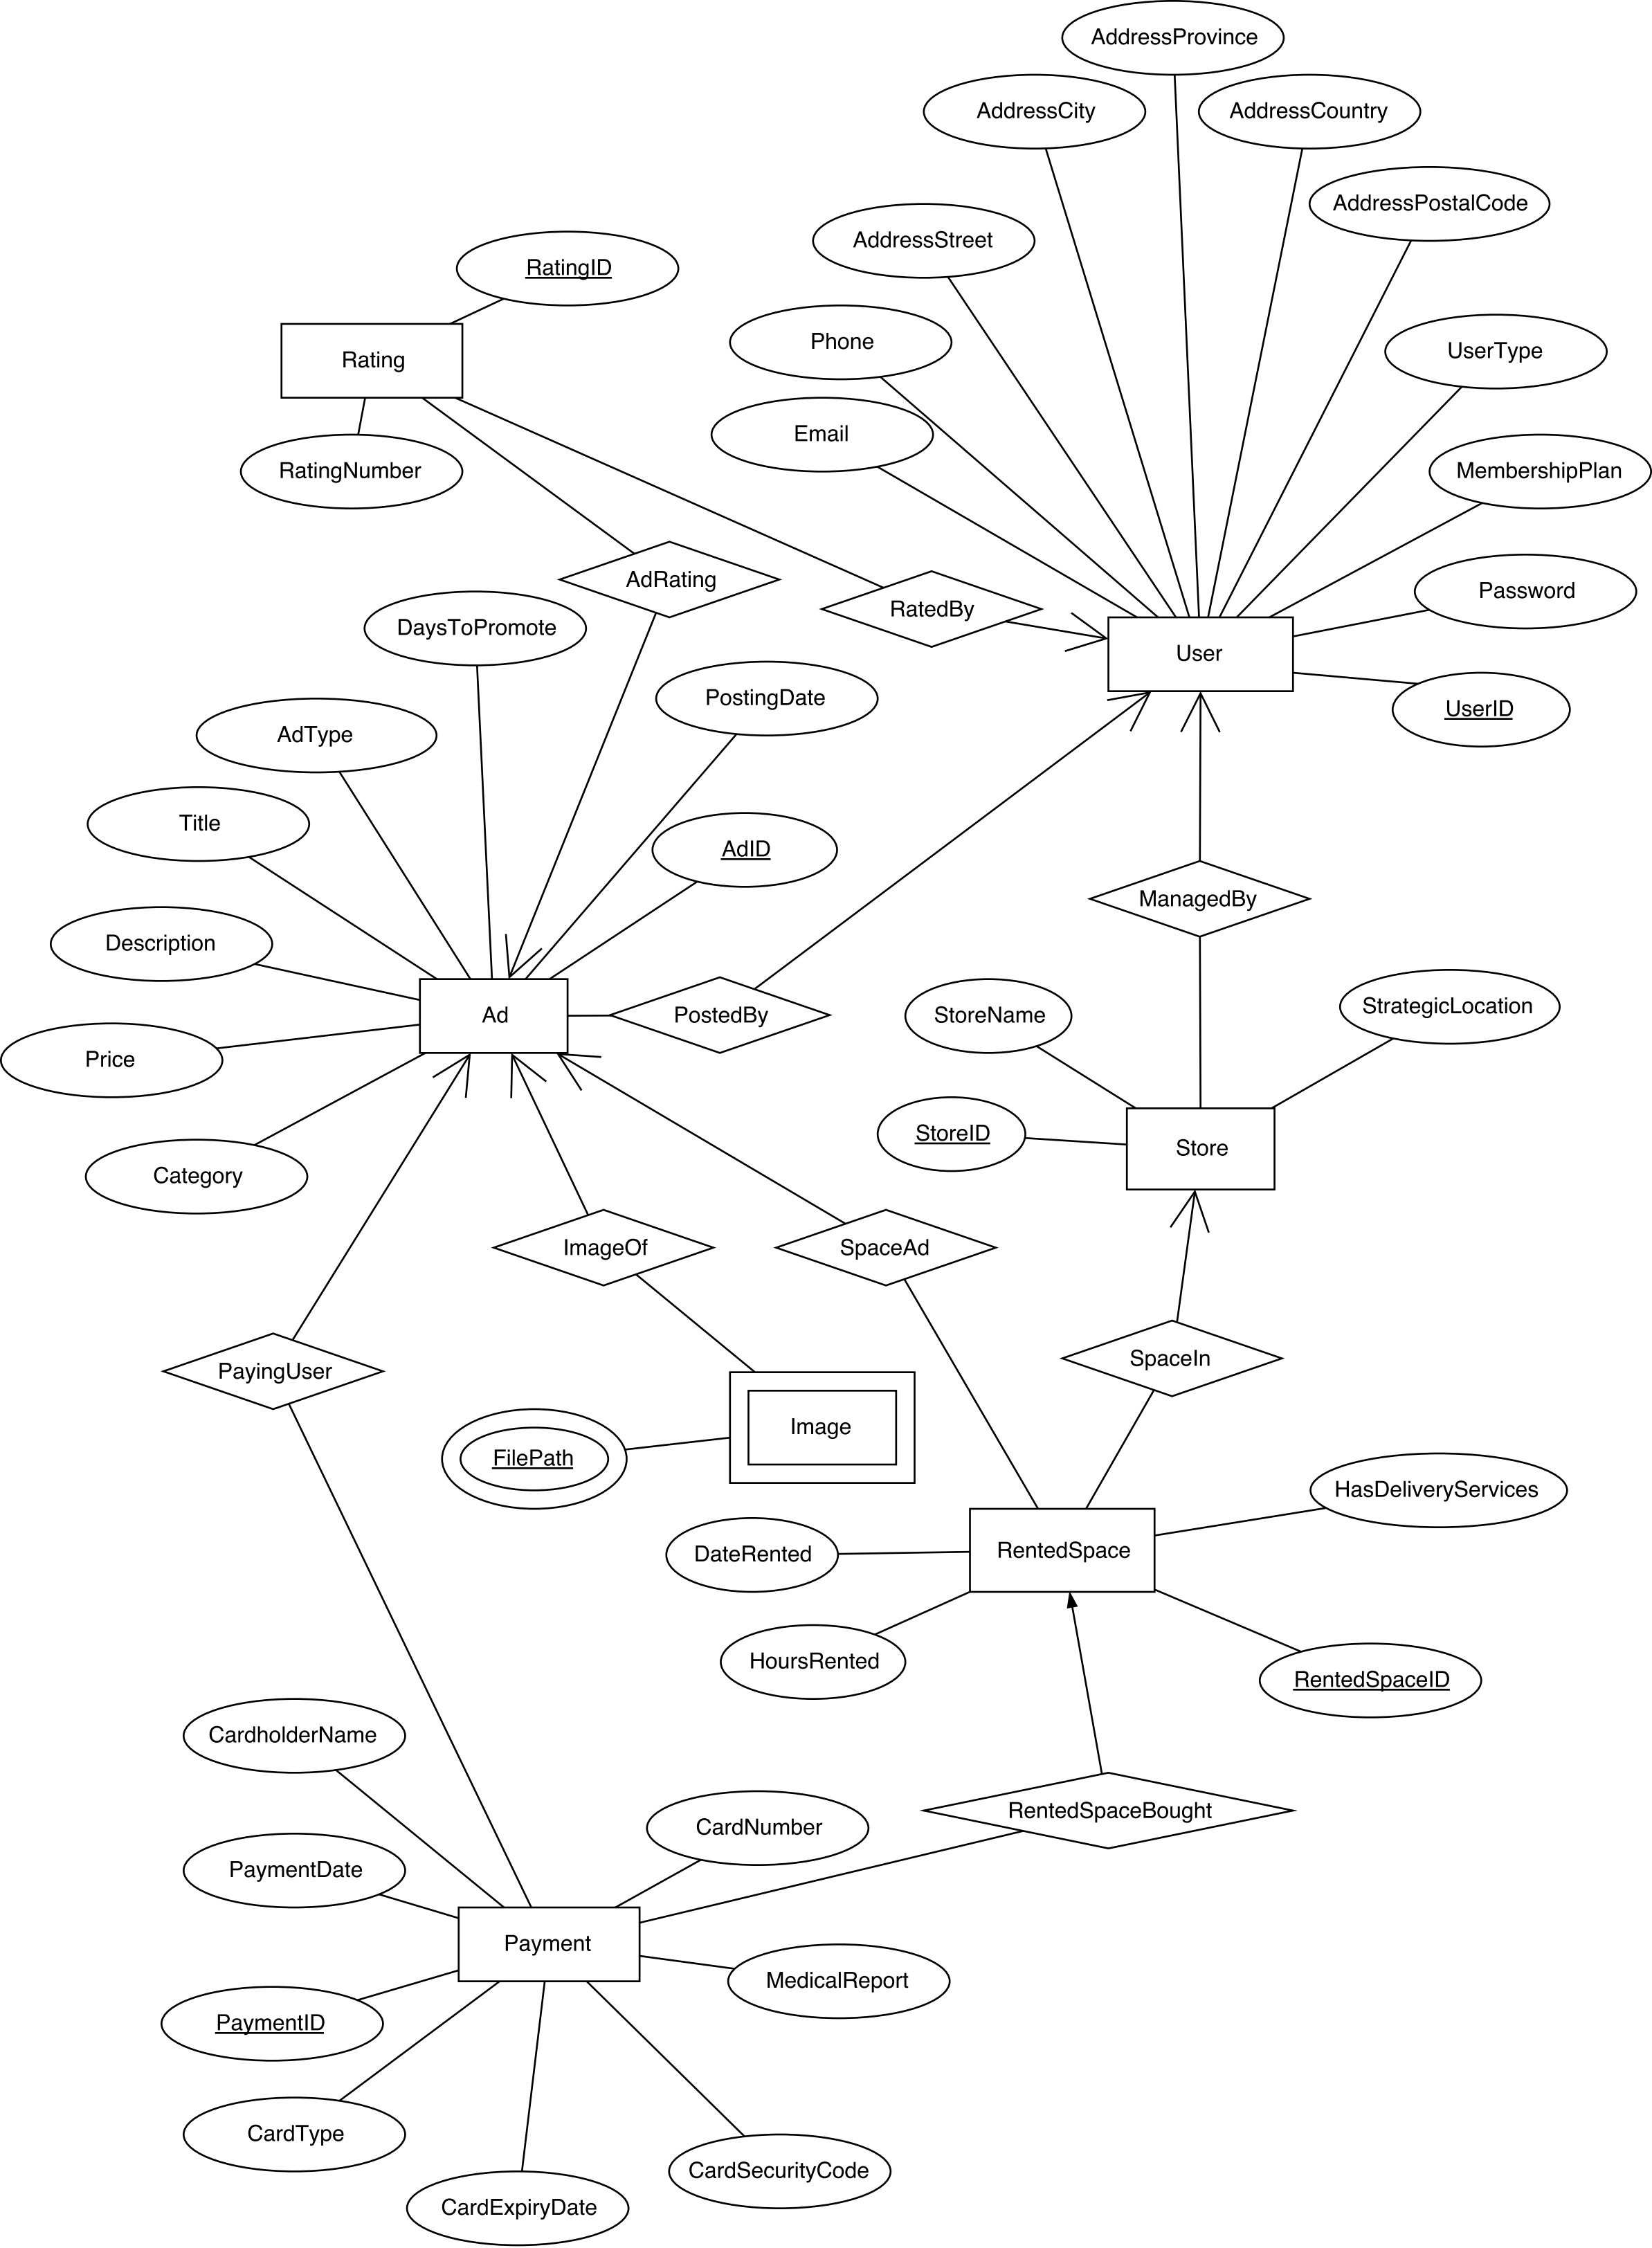 AddressProvince
AddressCity
AddressCountry
AddressPostalCode
AddressStreet
RatingID
Phone
UserType
Rating
Email
MembershipPlan
RatingNumber
AdRating
Password
RatedBy
DaysToPromote
User
PostingDate
UserID
AdType
Title
AdID
ManagedBy
Description
StrategicLocation
Ad
PostedBy
StoreName
Price
StoreID
Store
Category
ImageOf
SpaceAd
SpaceIn
PayingUser
Image
FilePath
HasDeliveryServices
DateRented
RentedSpace
HoursRented
RentedSpaceID
CardholderName
RentedSpaceBought
CardNumber
PaymentDate
Payment
MedicalReport
PaymentID
CardType
CardSecurityCode
CardExpiryDate